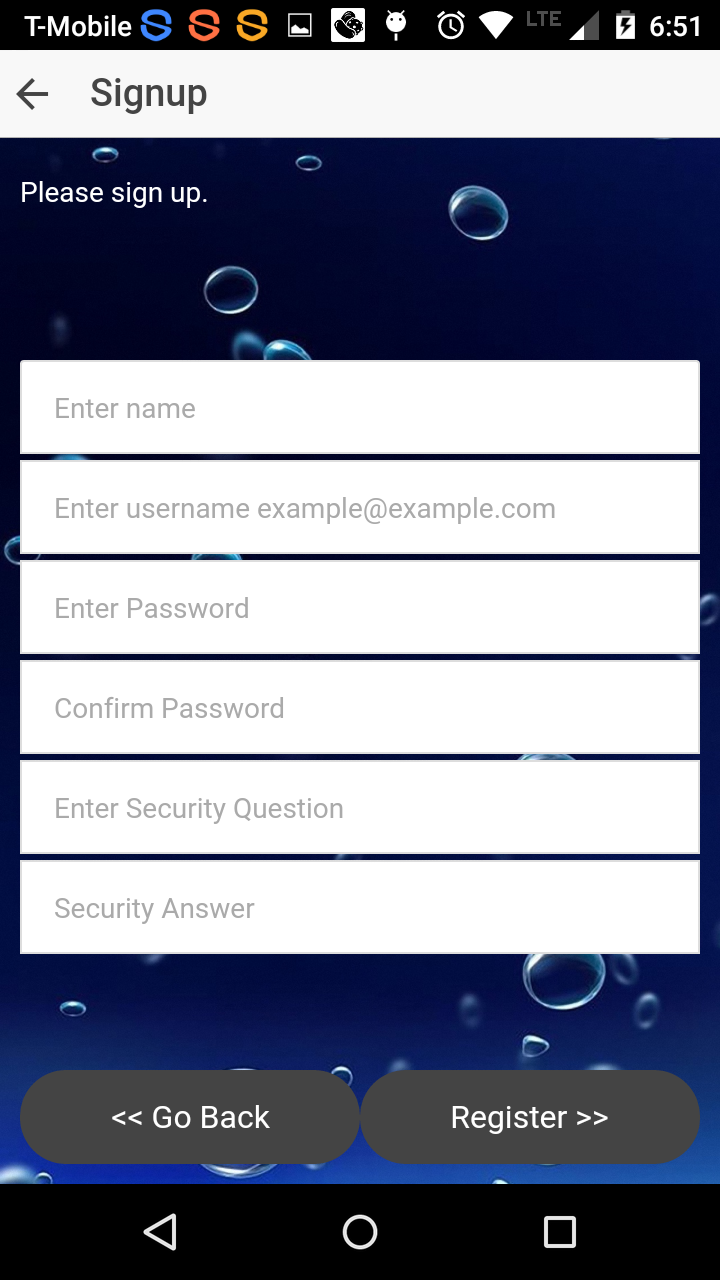 T-Mobile LTE 6:51
Signup
Please sign up.
Enter name
Enter username example@example.com
Enter Password
Confirm Password
Enter Security Question
Security Answer
<< Go Back Register >>